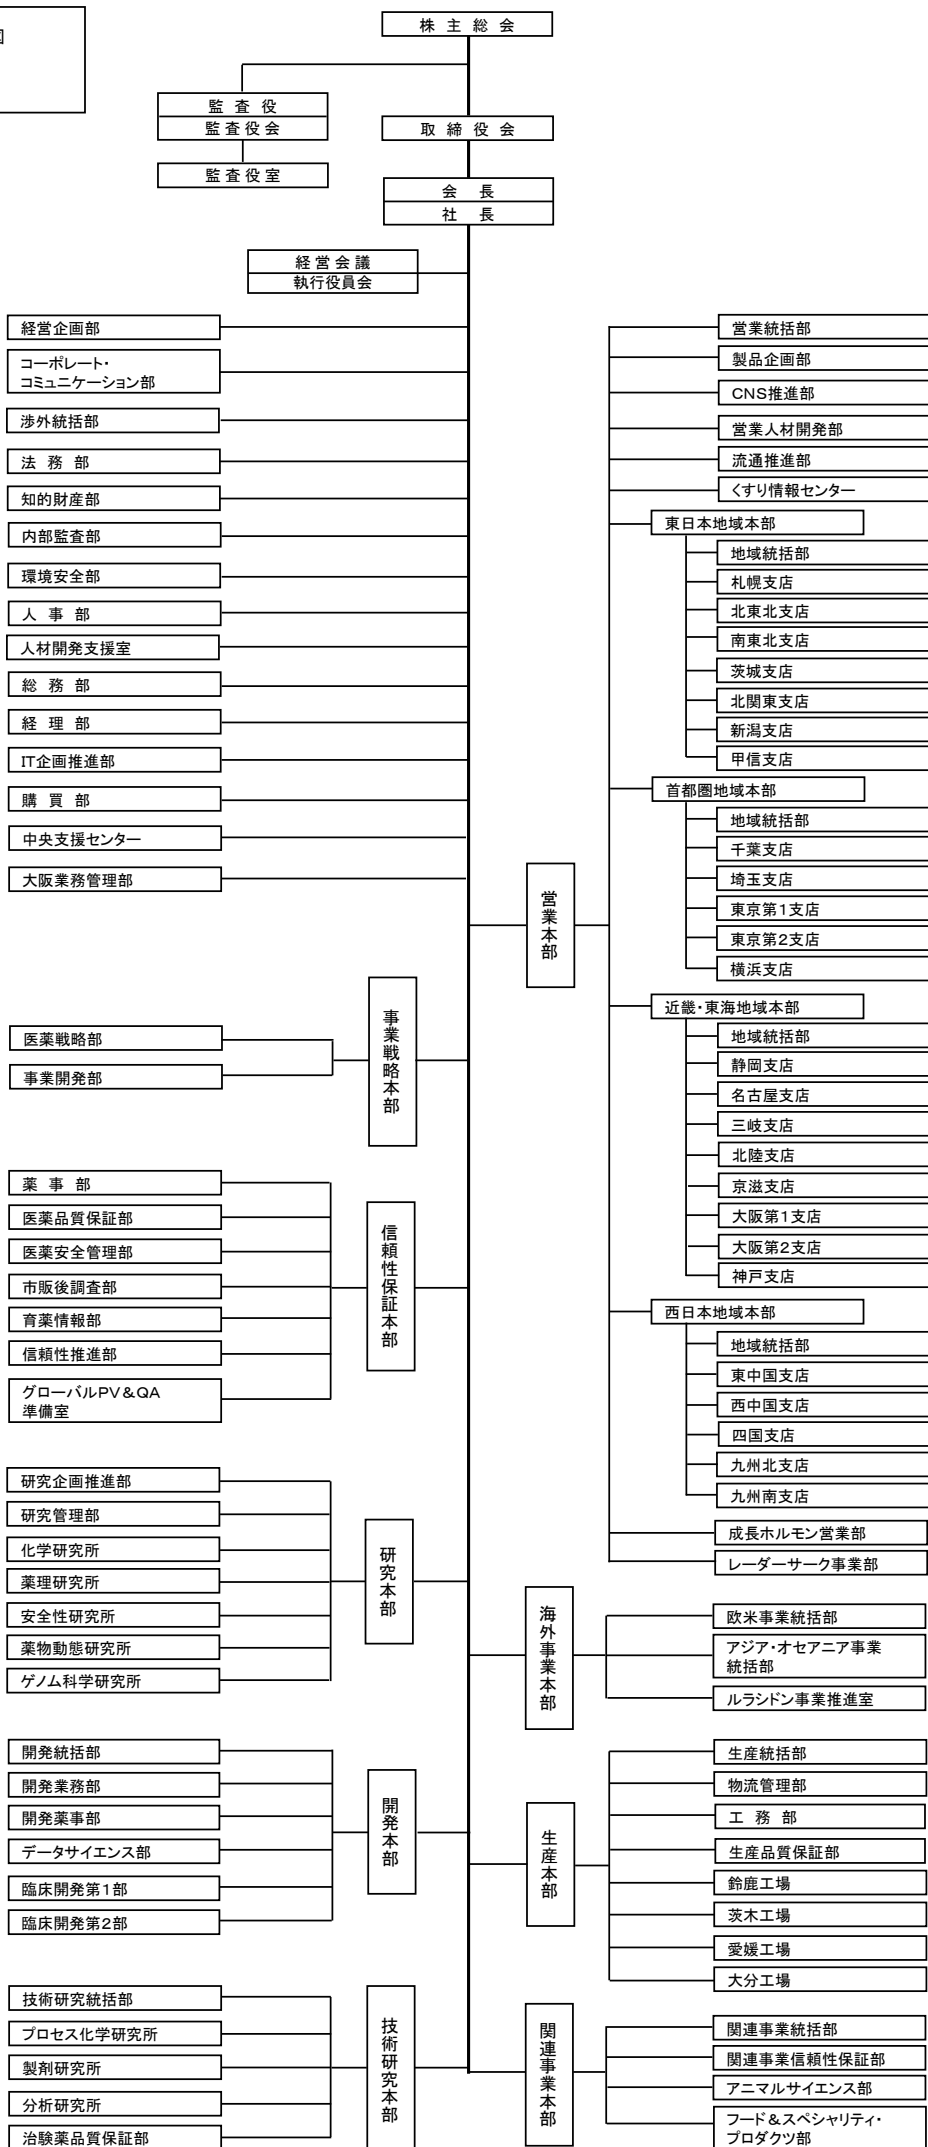 株 主 総 会
監 査 役
監 査 役 会
取 締 役 会
監 査 役 室
会 長
社 長
経 営 会 議
執行役員会
経営企画部
コーポレート・
コミュニケーション部
渉外統括部
法 務 部
知的財産部
内部監査部
環境安全部
人 事 部
人材開発支援室
総 務 部
経 理 部
IT企画推進部
購 買 部
中央支援センター
大阪業務管理部
事業戦略本部
医薬戦略部
事業開発部
信頼性保証本部
薬 事 部
医薬品質保証部
医薬安全管理部
市販後調査部
育薬情報部
信頼性推進部
グローバルPV&QA
準備室
研究本部
研究企画推進部
研究管理部
化学研究所
薬理研究所
安全性研究所
薬物動態研究所
ゲノム科学研究所
開発本部
開発統括部
開発業務部
開発薬事部
データサイエンス部
臨床開発第1部
臨床開発第2部
技術研究本部
技術研究統括部
プロセス化学研究所
製剤研究所
分析研究所
治験薬品質保証部
営業本部
営業統括部
製品企画部
CNS推進部
営業人材開発部
流通推進部
くすり情報センター
東日本地域本部
地域統括部
札幌支店
北東北支店
南東北支店
茨城支店
北関東支店
新潟支店
甲信支店
首都圏地域本部
地域統括部
千葉支店
埼玉支店
東京第1支店
東京第2支店
横浜支店
近畿・東海地域本部
地域統括部
静岡支店
名古屋支店
三岐支店
北陸支店
京滋支店
大阪第1支店
大阪第2支店
神戸支店
西日本地域本部
地域統括部
東中国支店
西中国支店
四国支店
九州北支店
九州南支店
成長ホルモン営業部
レーダーサーク事業部
海外事業本部
欧米事業統括部
アジア・オセアニア事業
統括部
ルラシドン事業推進室
生産本部
生産統括部
物流管理部
工 務 部
生産品質保証部
鈴鹿工場
茨木工場
愛媛工場
大分工場
関連事業本部
関連事業統括部
関連事業信頼性保証部
アニマルサイエンス部
フード&スペシャリティ・
プロダクツ部